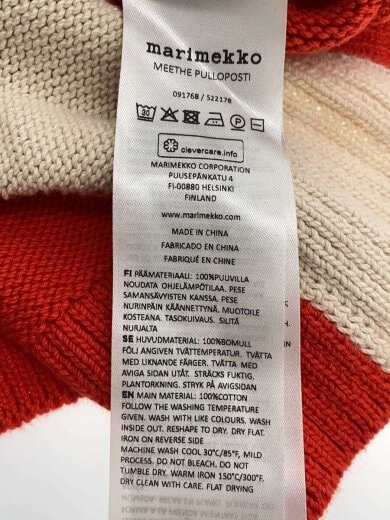 marimekko
MEETHE PULLOPOSTI
091768 / 522178
30
P
clevercare.info
MARIMEKKO CORPORATION
PUUSEPÄNKATU 4
FI-00880 HELSINKI
FINLAND
www.marimekko.com
MADE IN CHINA
FABRICADO EN CHINA
FABRIQUÉ EN CHINE
FI PÄÄMATERIAALI: 100%PUUVILLA
NOUDATA OHJELÄMPÖTILAA. PESE
SAMANSÄVYISTEN KANSSA. PESE
NURINPÄIN KÄÄNNETTYNÄ. MUOTOILE
KOSTEANA. TASOKUIVAUS. SILITÄ
NURJALTA
SE HUVUDMATERIAL: 100%BOMULL
FÖLJ ANGIVEN TVÄTTEMPERATUR. TVÄTTA
MED LIKNANDE FÄRGER. TVÄTTA MED
AVIGA SIDAN UTÅT. STRÄCKS FUKTIG.
PLANTORKNING. STRYK PÅ AVIGSIDAN
EN MAIN MATERIAL: 100%COTTON
FOLLOW THE WASHING TEMPERATURE
GIVEN. WASH WITH LIKE COLOURS. WASH
INSIDE OUT. RESHAPE TO DRY. DRY FLAT.
IRON ON REVERSE SIDE
MACHINE WASH COOL 30°C/85°F, MILD
PROCESS. DO NOT BLEACH. DO NOT
TUMBLE DRY. WARM IRON 150°C/300°F.
DRY CLEAN WITH CARE. FLAT DRYING